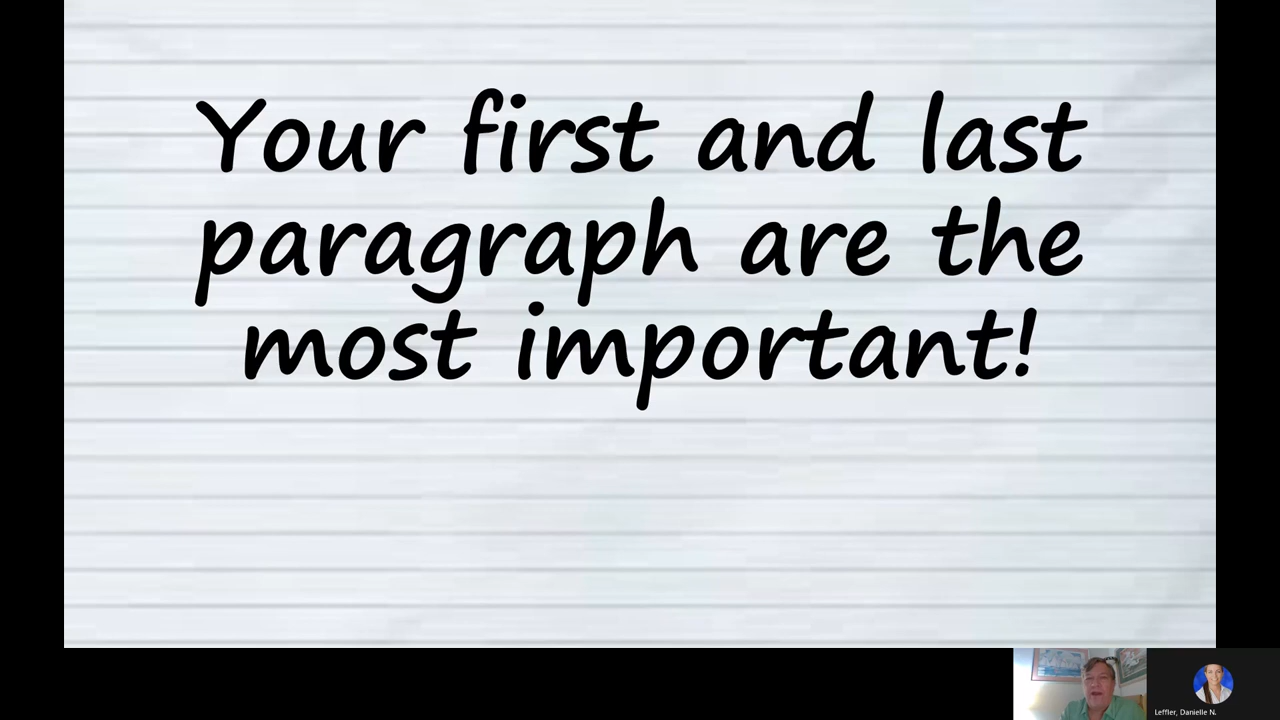 Your first and last
paragraph are the
most important!
Leffler, Danielle N.